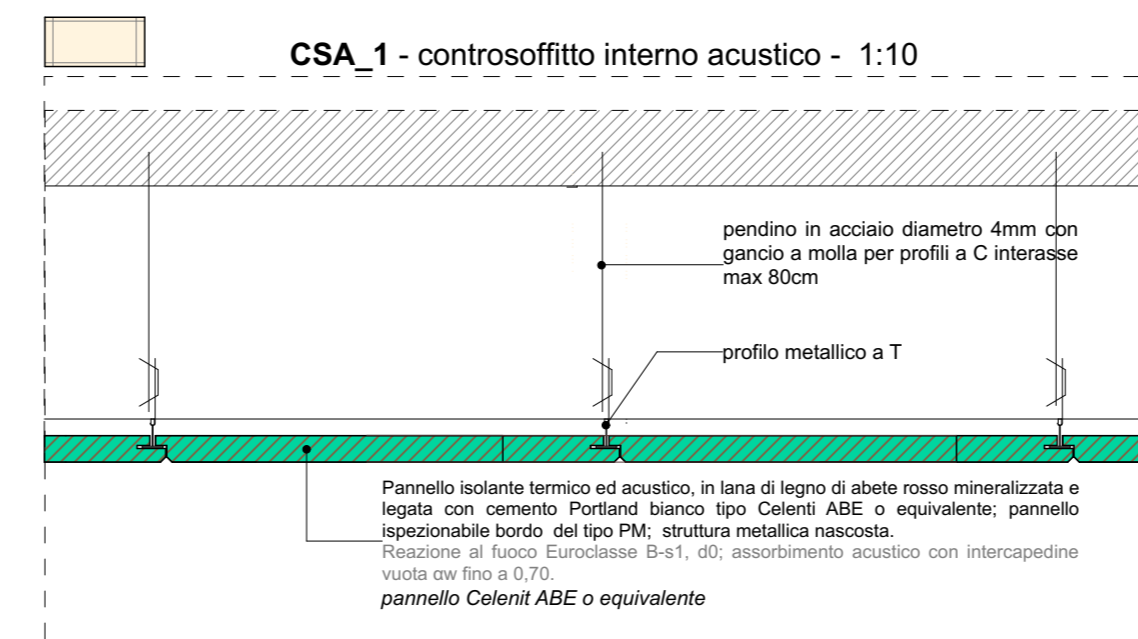 CSA_1 - controsoffitto interno acustico - 1:10
pendino in acciaio diametro 4mm con
gancio a molla per profili a C interasse
max 80cm
profilo metallico a T
Pannello isolante termico ed acustico, in lana di legno di abete rosso mineralizzata e
legata con cemento Portland bianco tipo Celenti ABE o equivalente; pannello
ispezionabile bordo del tipo PM; struttura metallica nascosta.
Reazione al fuoco Euroclasse B-s1, d0; assorbimento acustico con intercapedine
vuota αw fino a 0,70.
pannello Celenit ABE o equivalente